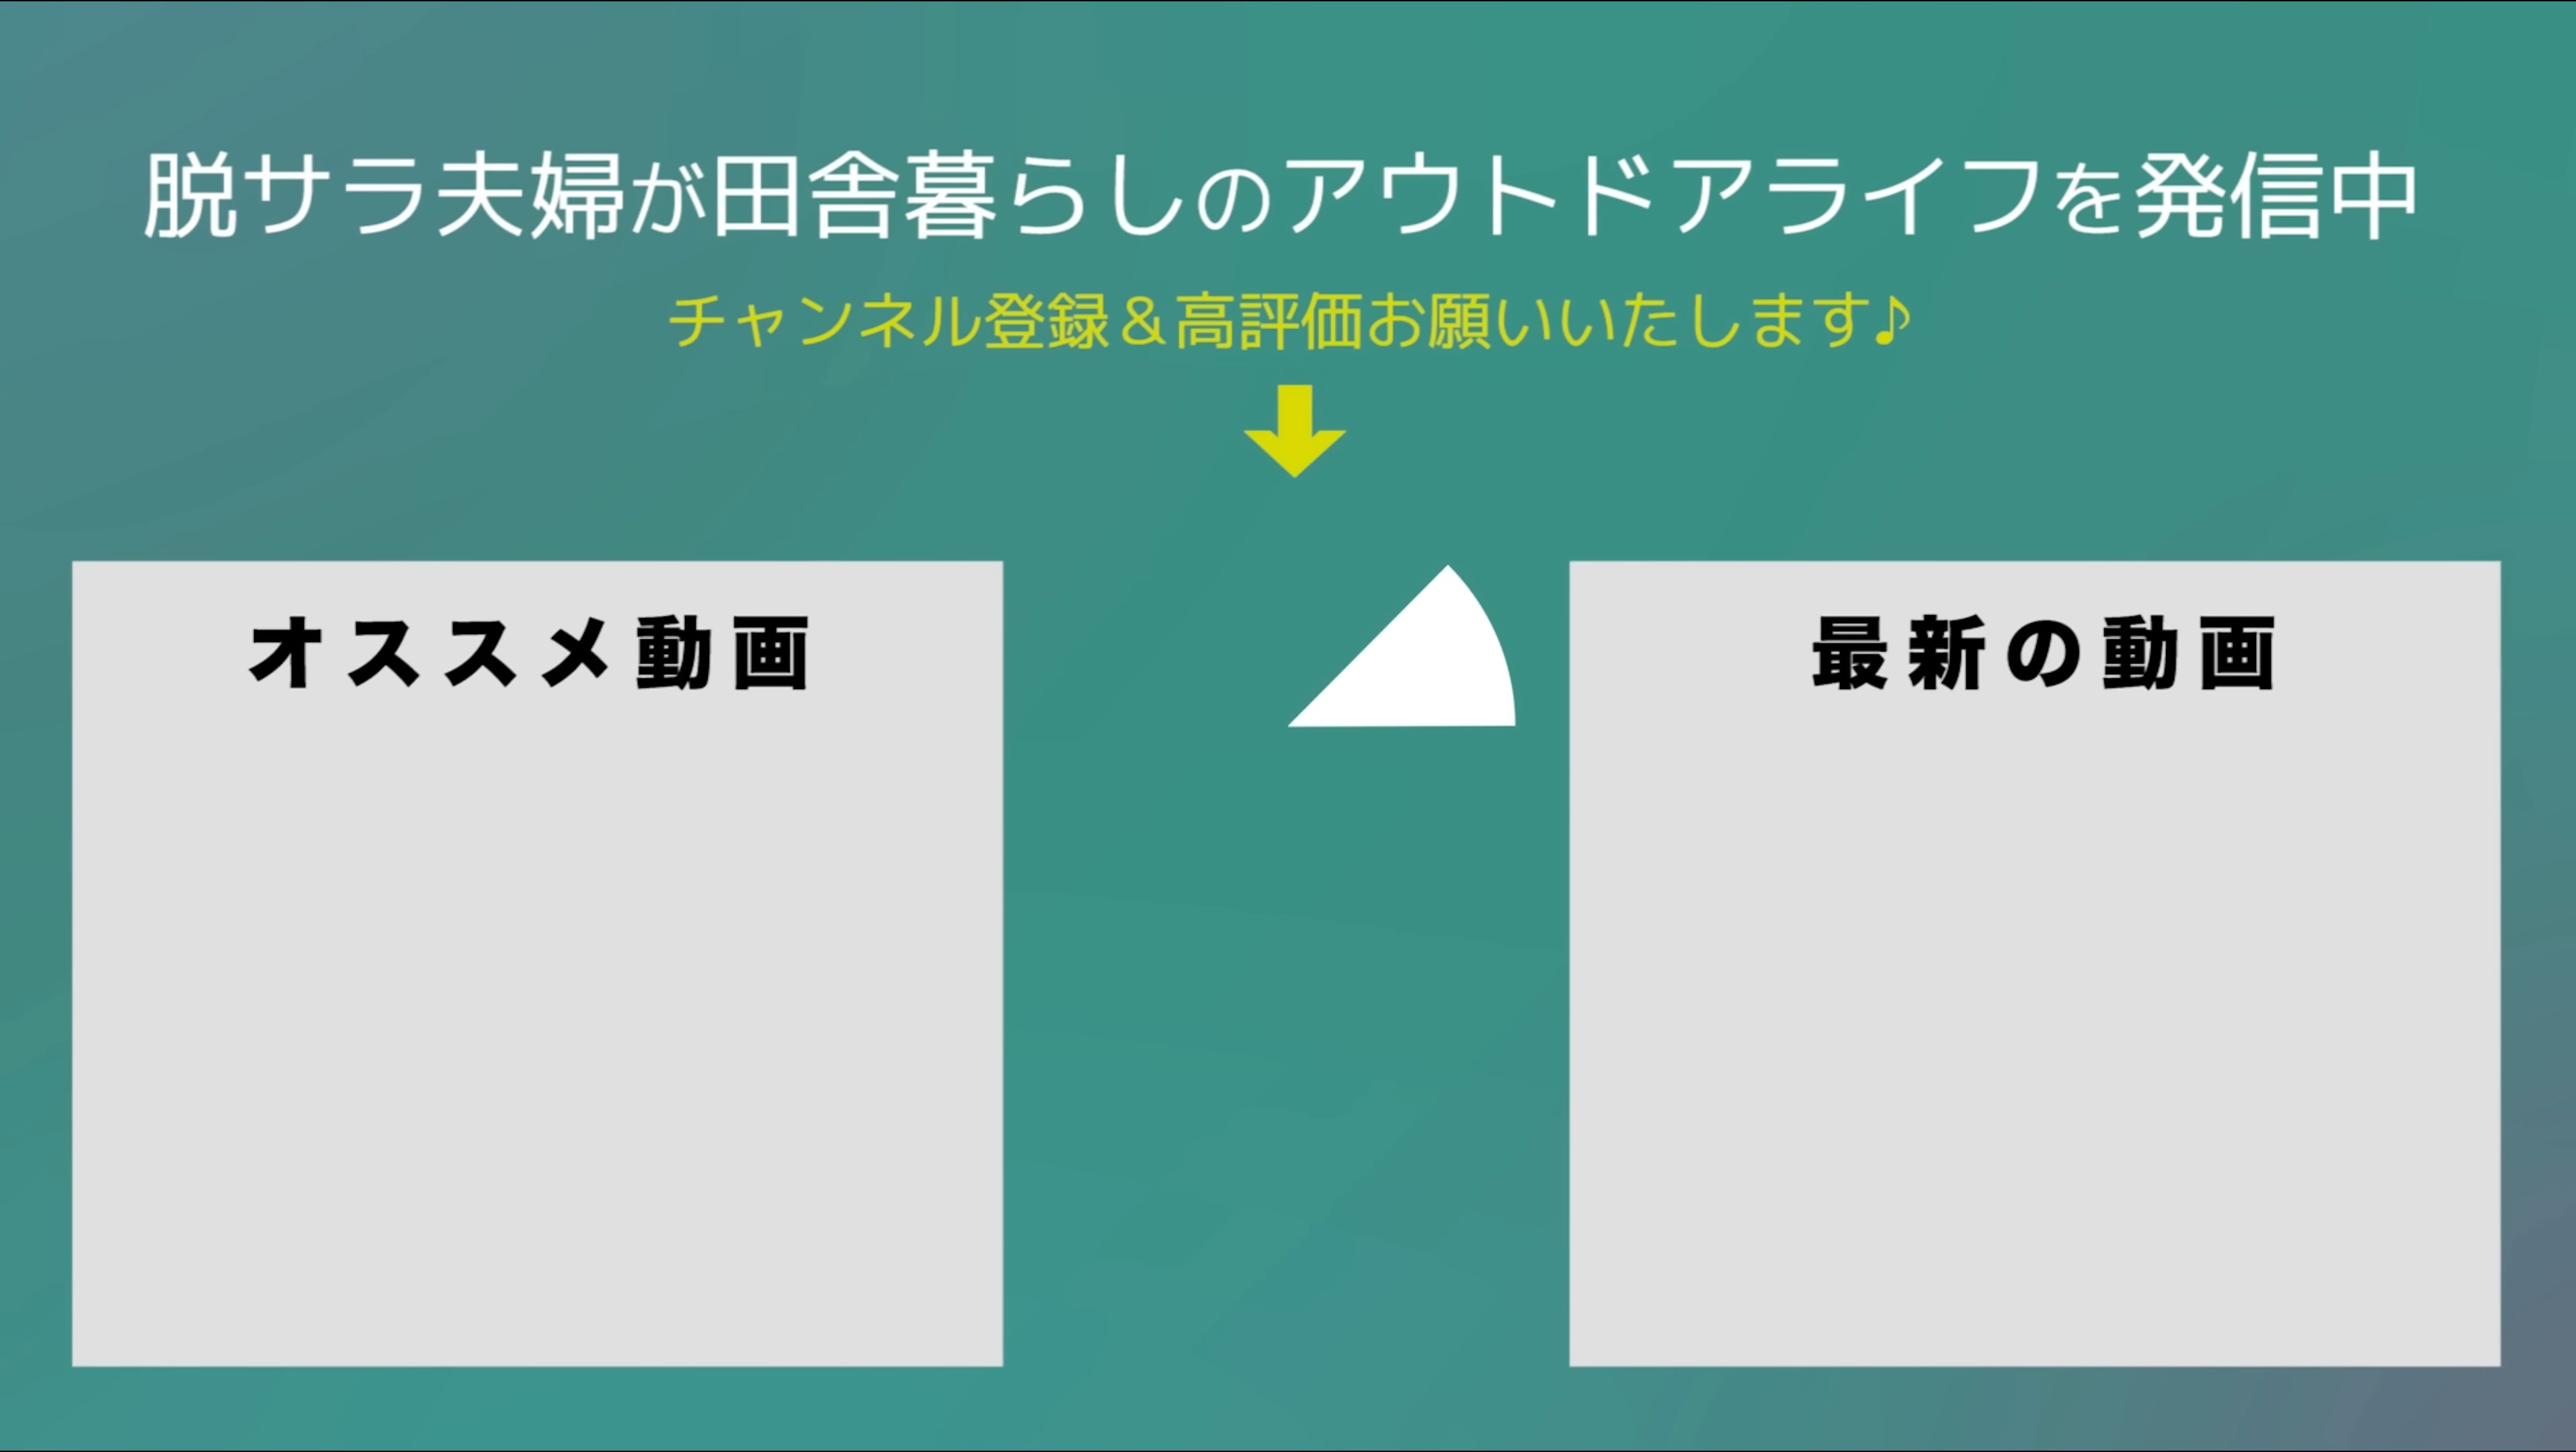 脱サラ夫婦が田舎暮らしのアウトドアライフを発信中
チャンネル登録＆高評価お願いいたします♪
オススメ動画
最新の動画